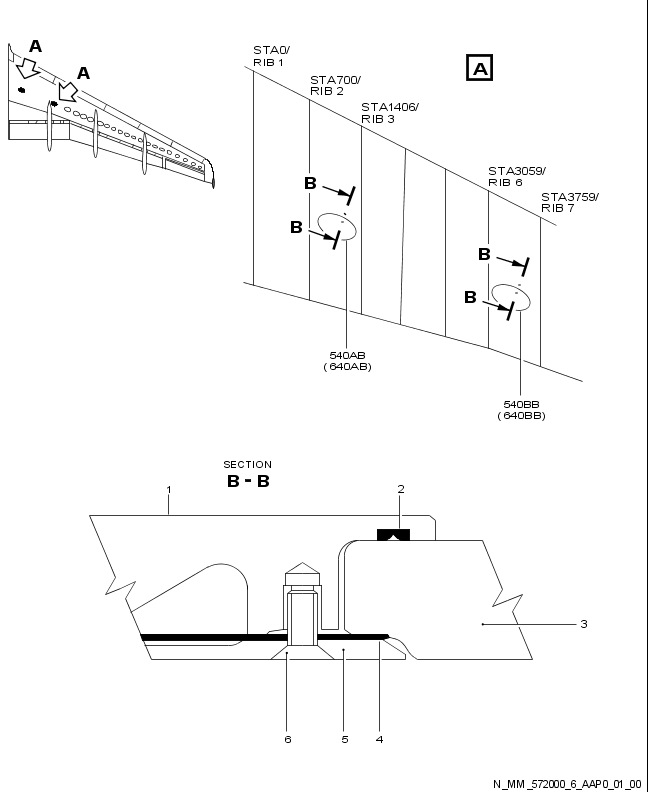 A
A
STA0/
RIB 1
STA700/
RIB 2
STA1406/
RIB 3
A
STA3059/
RIB 6
STA3759/
RIB 7
B
B
B
B
540AB
(640AB)
540BB
(640BB)
SECTION
B - B
1
2
3
6
5
4
N_MM_572000_6_AAP0_01_00